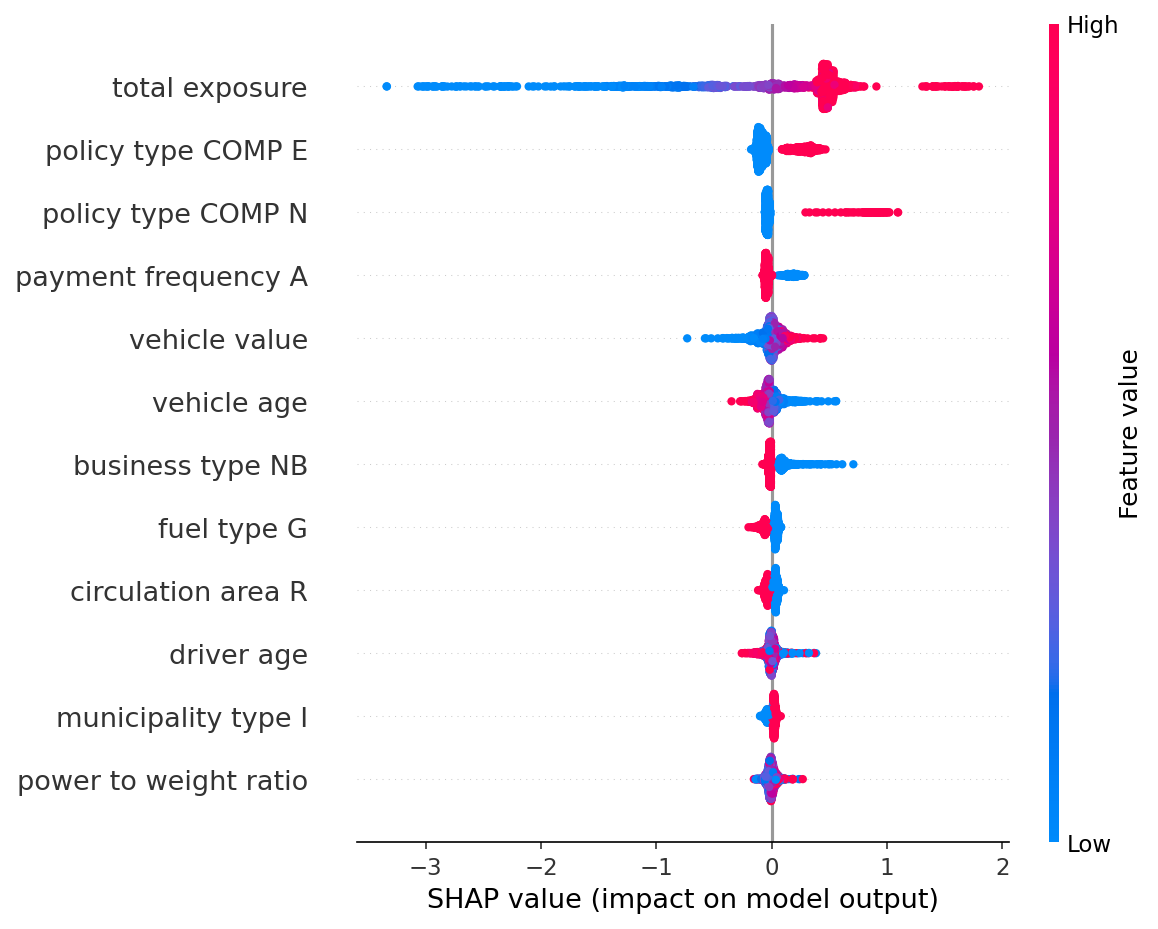 High
total exposure
policy type COMP E
policy type COMP N
payment frequency A
vehicle value
vehicle age
business type NB
fuel type G
circulation area R
driver age
municipality type I
power to weight ratio
Feature value
Low
−3 −2 −1 0 1 2
SHAP value (impact on model output)